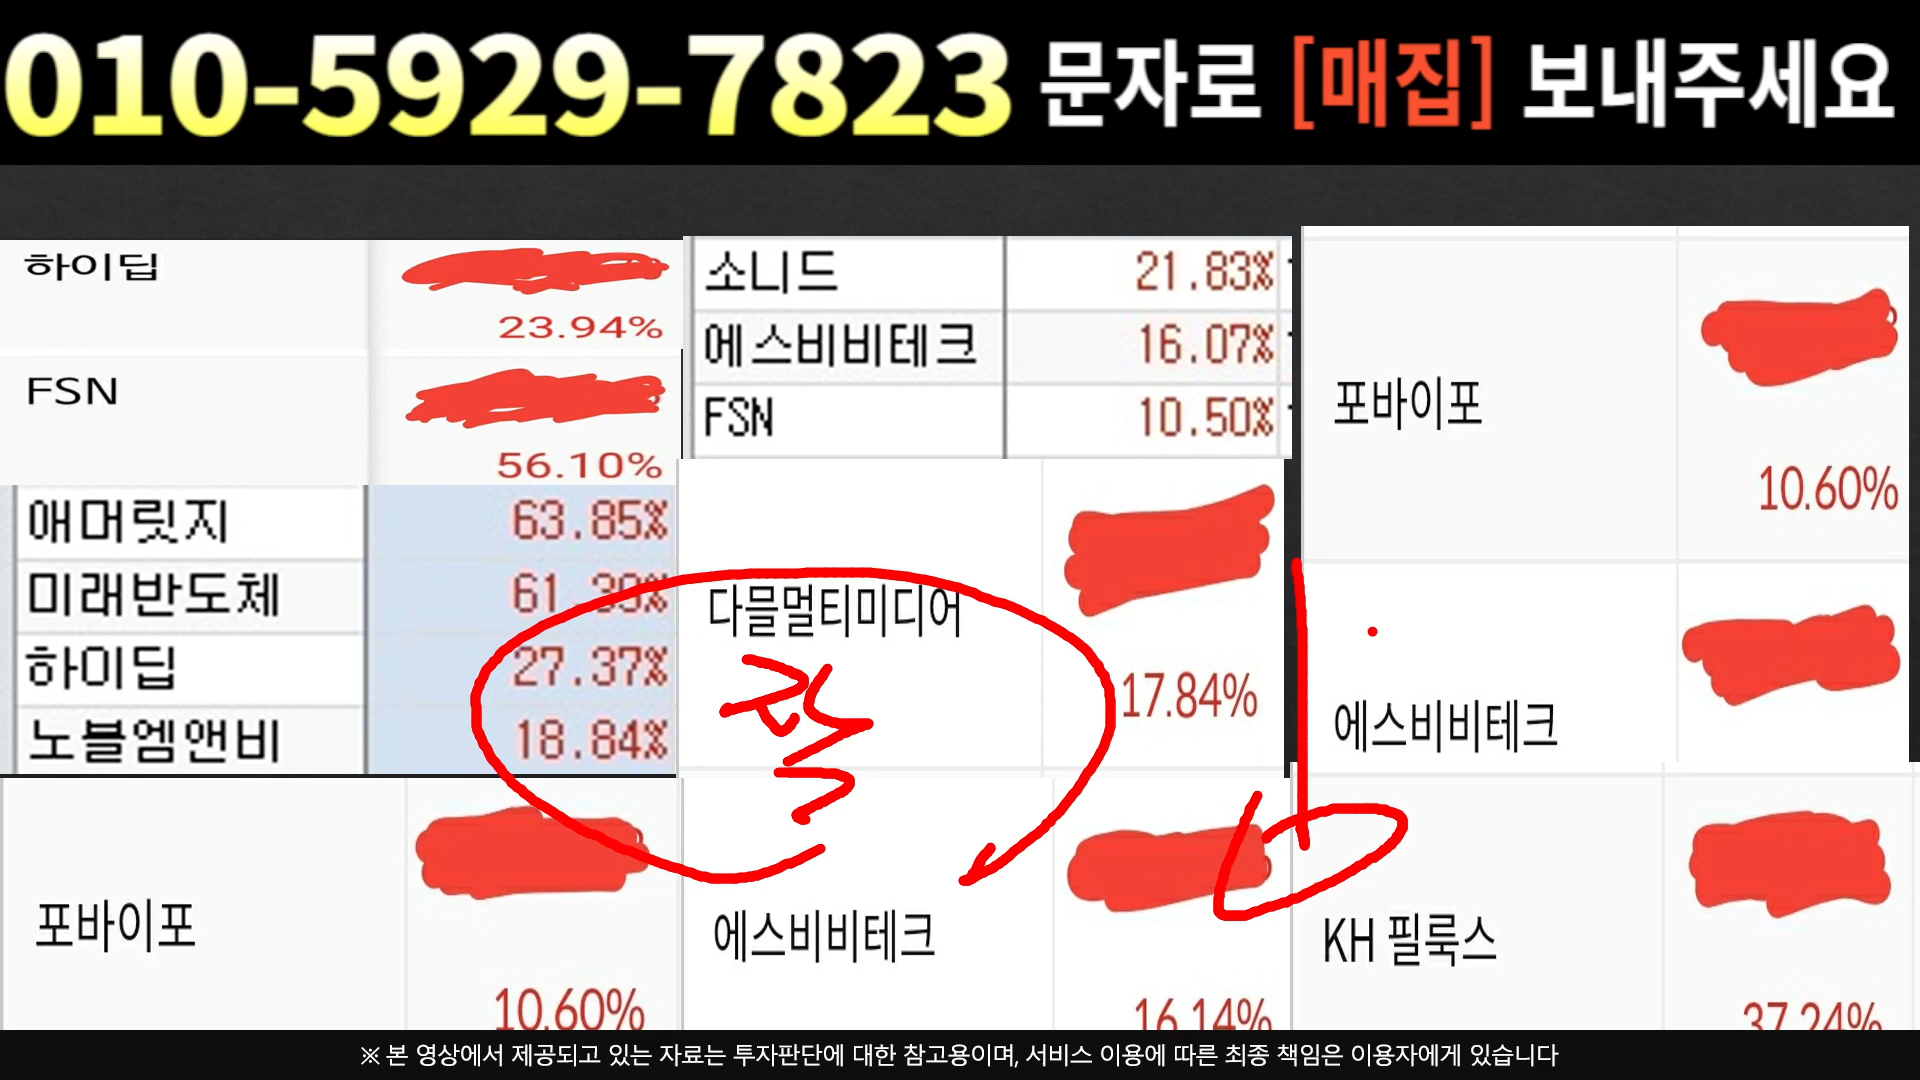 010-5929-7823 문자로 [매집] 보내주세요
하이딥
23.94%
FSN
56.10%
애머릿지 63.85%
미래반도체 61.39%
하이딥 27.37%
노블엠앤비 18.84%
소니드 21.83%
에스비비테크 16.07%
FSN 10.50%
다믈멀티미디어
17.84%
포바이포
10.60%
에스비비테크
포바이포
10.60%
에스비비테크
16.14%
KH 필룩스
37.24%
※ 본 영상에서 제공되고 있는 자료는 투자판단에 대한 참고용이며, 서비스 이용에 따른 최종 책임은 이용자에게 있습니다